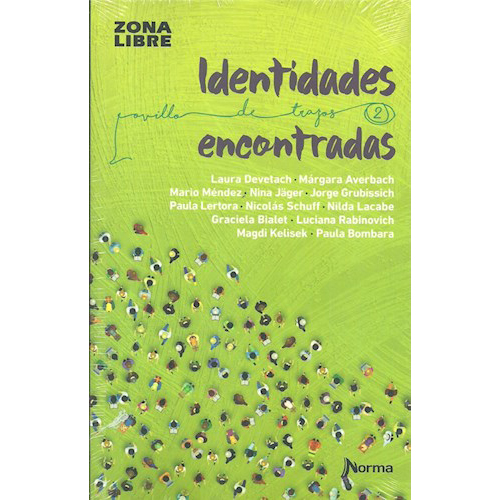 ZONA
LIBRE
Identidades
ovillo de trazos 2
encontradas
Laura Devetach · Márgara Averbach
Mario Méndez · Nina Jäger · Jorge Grubissich
Paula Lertora · Nicolás Schuff · Nilda Lacabe
Graciela Bialet · Luciana Rabinovich
Magdi Kelisek · Paula Bombara
Norma